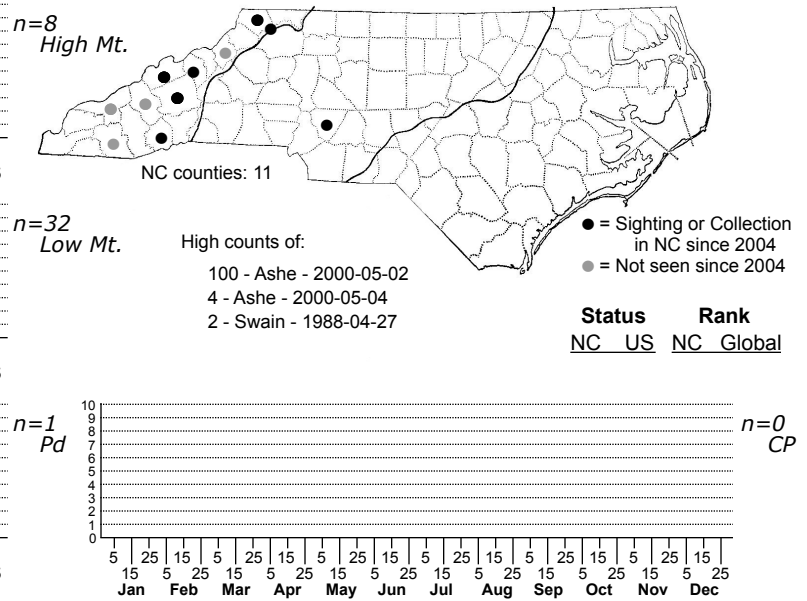 n=8
High Mt.
NC counties: 11
n=32
Low Mt.
High counts of:
100 - Ashe - 2000-05-02
4 - Ashe - 2000-05-04
2 - Swain - 1988-04-27
● = Sighting or Collection
in NC since 2004
● = Not seen since 2004
Status Rank
NC US NC Global
n=1
Pd
n=0
CP
10
9
8
7
6
5
4
3
2
1
0
5 25 15 5 25 15 5 25 15 5 25 15 5 25 15 5 25 15
15 5 25 15 5 25 15 5 25 15 5 25 15 5 25 15 5 25
Jan Feb Mar Apr May Jun Jul Aug Sep Oct Nov Dec